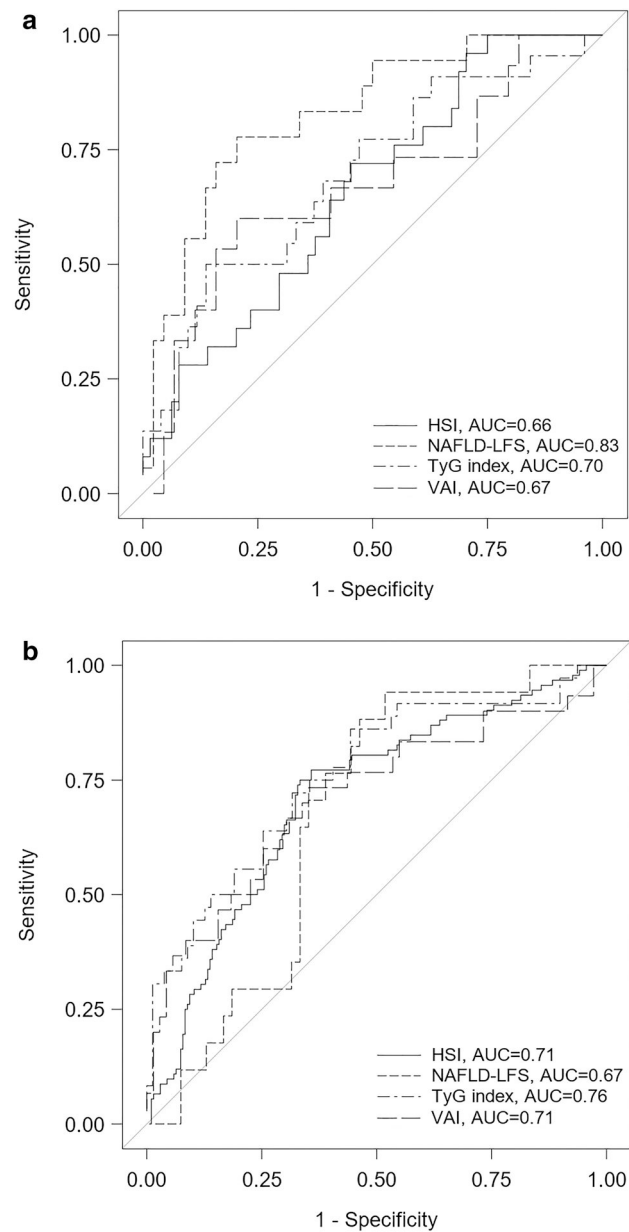 a
1.00
0.75
0.50
0.25
0.00
Sensitivity
HSI, AUC=0.66
NAFLD-LFS, AUC=0.83
TyG index, AUC=0.70
VAI, AUC=0.67
0.00 0.25 0.50 0.75 1.00
1 - Specificity
b
1.00
0.75
0.50
0.25
0.00
Sensitivity
HSI, AUC=0.71
NAFLD-LFS, AUC=0.67
TyG index, AUC=0.76
VAI, AUC=0.71
0.00 0.25 0.50 0.75 1.00
1 - Specificity